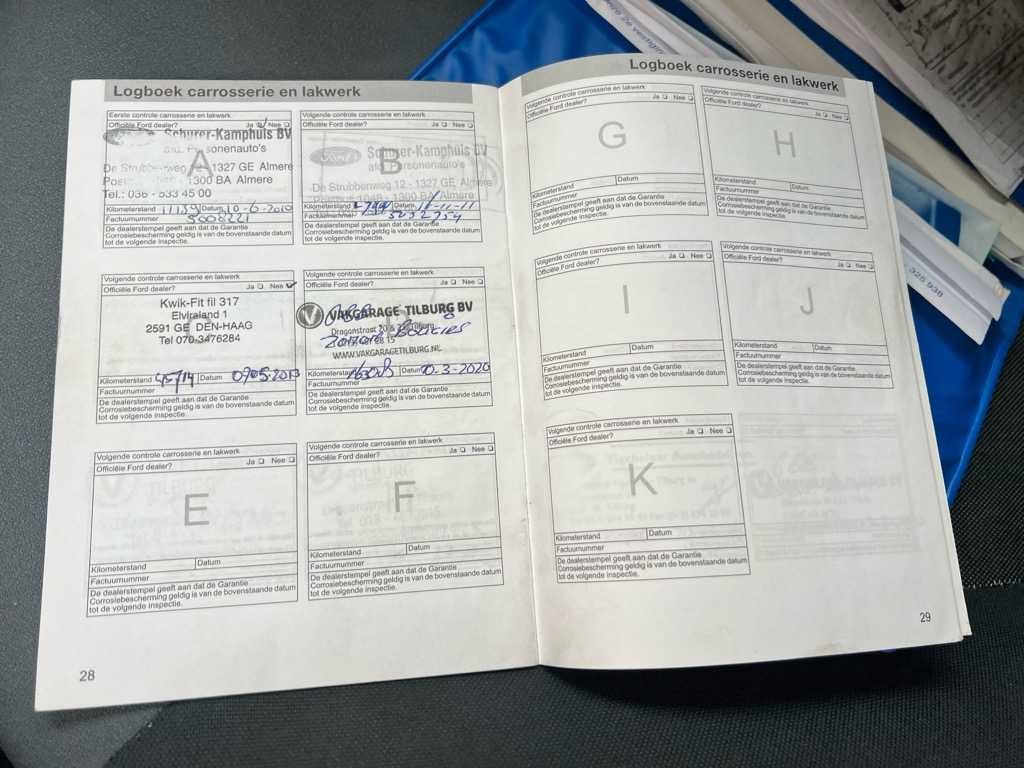 Logboek carrosserie en lakwerk
Eerste controle carrosserie en lakwerk
Officiële Ford dealer? Ja Nee
A
Schurer-Kamphuis BV
Personenauto's
De Strubbenweg 1327 GE Almere
1300 BA Almere
Tel.: 036 - 533 45 00
Kilometerstand 11139 Datum 10-6-2010
Factuurnummer 5008221
De dealerstempel geeft aan dat de Garantie
Corrosiebescherming geldig is van de bovenstaande datum
tot de volgende inspectie.
Volgende controle carrosserie en lakwerk
Officiële Ford dealer? Ja Nee
B
Ford
Schurer-Kamphuis BV
Personenauto's
De Strubbenweg 12 - 1327 GE Almere
1300 BA Almere
Kilometerstand Datum
Factuurnummer
De dealerstempel geeft aan dat de Garantie
Corrosiebescherming geldig is van de bovenstaande datum
tot de volgende inspectie.
Volgende controle carrosserie en lakwerk
Officiële Ford dealer? Ja Nee
Kwik-Fit fil 317
Elviraland 1
2591 GE DEN-HAAG
Tel 070-3476284
Kilometerstand 45714 Datum 07-05-2013
Factuurnummer
De dealerstempel geeft aan dat de Garantie
Corrosiebescherming geldig is van de bovenstaande datum
tot de volgende inspectie.
Volgende controle carrosserie en lakwerk
Officiële Ford dealer? Ja Nee
VAKGARAGE TILBURG BV
WWW.VAKGARAGETILBURG.NL
Kilometerstand Datum 10-3-2020
Factuurnummer
De dealerstempel geeft aan dat de Garantie
Corrosiebescherming geldig is van de bovenstaande datum
tot de volgende inspectie.
Volgende controle carrosserie en lakwerk
Officiële Ford dealer? Ja Nee
E
Kilometerstand Datum
Factuurnummer
De dealerstempel geeft aan dat de Garantie
Corrosiebescherming geldig is van de bovenstaande datum
tot de volgende inspectie.
Volgende controle carrosserie en lakwerk
Officiële Ford dealer? Ja Nee
F
Kilometerstand Datum
Factuurnummer
De dealerstempel geeft aan dat de Garantie
Corrosiebescherming geldig is van de bovenstaande datum
tot de volgende inspectie.
28
Logboek carrosserie en lakwerk
Volgende controle carrosserie en lakwerk
Officiële Ford dealer? Ja Nee
G
Kilometerstand Datum
Factuurnummer
De dealerstempel geeft aan dat de Garantie
Corrosiebescherming geldig is van de bovenstaande datum
tot de volgende inspectie.
Volgende controle carrosserie en lakwerk
Officiële Ford dealer? Ja Nee
H
Kilometerstand Datum
Factuurnummer
De dealerstempel geeft aan dat de Garantie
Corrosiebescherming geldig is van de bovenstaande datum
tot de volgende inspectie.
Volgende controle carrosserie en lakwerk
Officiële Ford dealer? Ja Nee
I
Kilometerstand Datum
Factuurnummer
De dealerstempel geeft aan dat de Garantie
Corrosiebescherming geldig is van de bovenstaande datum
tot de volgende inspectie.
Volgende controle carrosserie en lakwerk
Officiële Ford dealer? Ja Nee
J
Kilometerstand Datum
Factuurnummer
De dealerstempel geeft aan dat de Garantie
Corrosiebescherming geldig is van de bovenstaande datum
tot de volgende inspectie.
Volgende controle carrosserie en lakwerk
Officiële Ford dealer? Ja Nee
K
Kilometerstand Datum
Factuurnummer
De dealerstempel geeft aan dat de Garantie
Corrosiebescherming geldig is van de bovenstaande datum
tot de volgende inspectie.
29
325.938